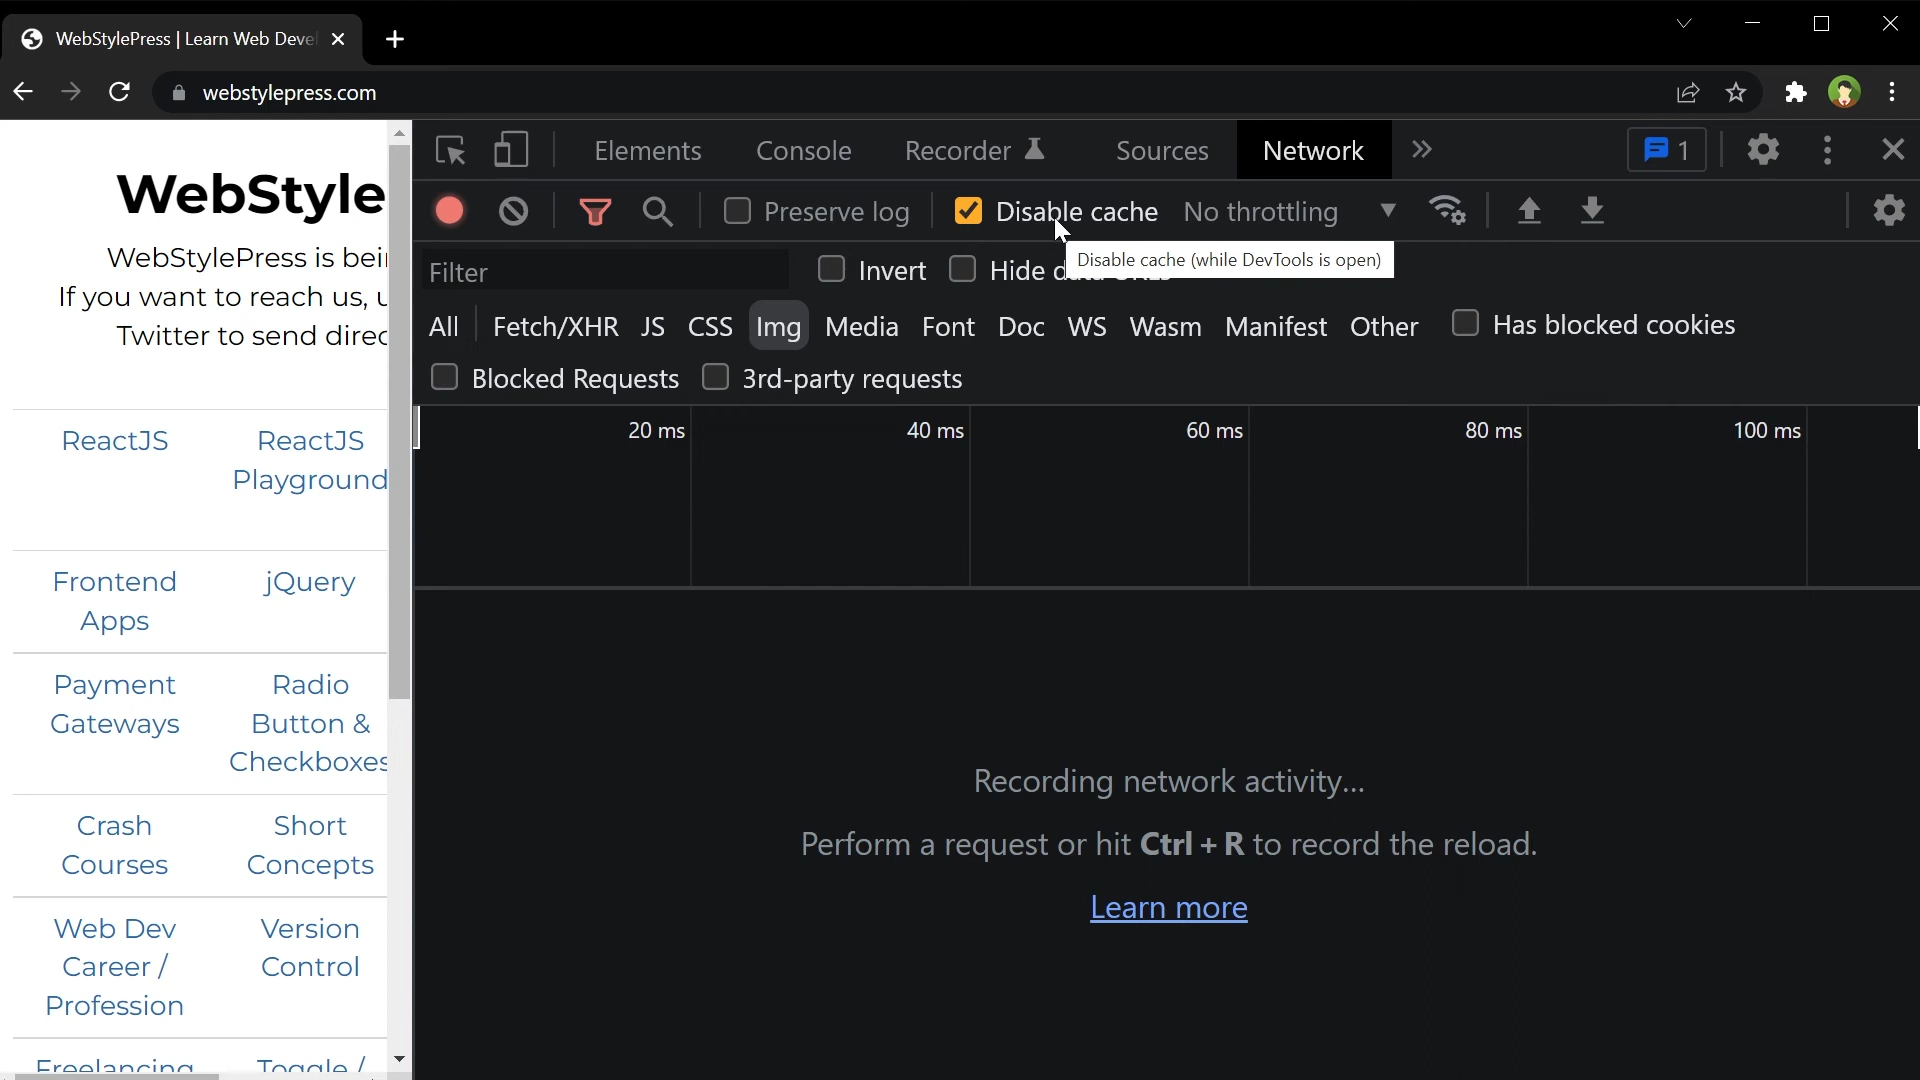 WebStylePress | Learn Web Deve
webstylepress.com
WebStyle
WebStylePress is bei
If you want to reach us, u
Twitter to send direc
ReactJS
ReactJS
Playground
Frontend
Apps
jQuery
Payment
Gateways
Radio
Button &
Checkboxes
Crash
Courses
Short
Concepts
Web Dev
Career /
Profession
Version
Control
Freelancing
Toggle /
Elements Console Recorder Sources Network 1
Preserve log Disable cache No throttling
Disable cache (while DevTools is open)
Filter Invert Hide
All Fetch/XHR JS CSS Img Media Font Doc WS Wasm Manifest Other Has blocked cookies
Blocked Requests 3rd-party requests
20 ms 40 ms 60 ms 80 ms 100 ms
Recording network activity...
Perform a request or hit Ctrl + R to record the reload.
Learn more